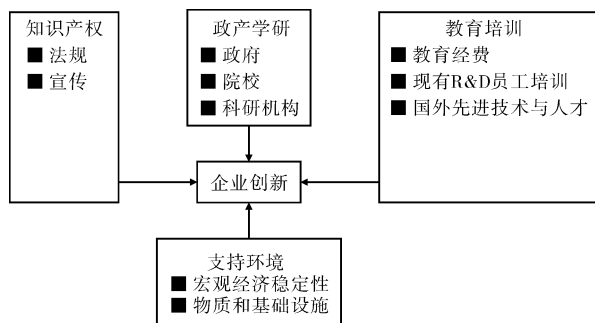 知识产权
■ 法规
■ 宣传
政产学研
■ 政府
■ 院校
■ 科研机构
教育培训
■ 教育经费
■ 现有R&D员工培训
■ 国外先进技术与人才
企业创新
支持环境
■ 宏观经济稳定性
■ 物质和基础设施